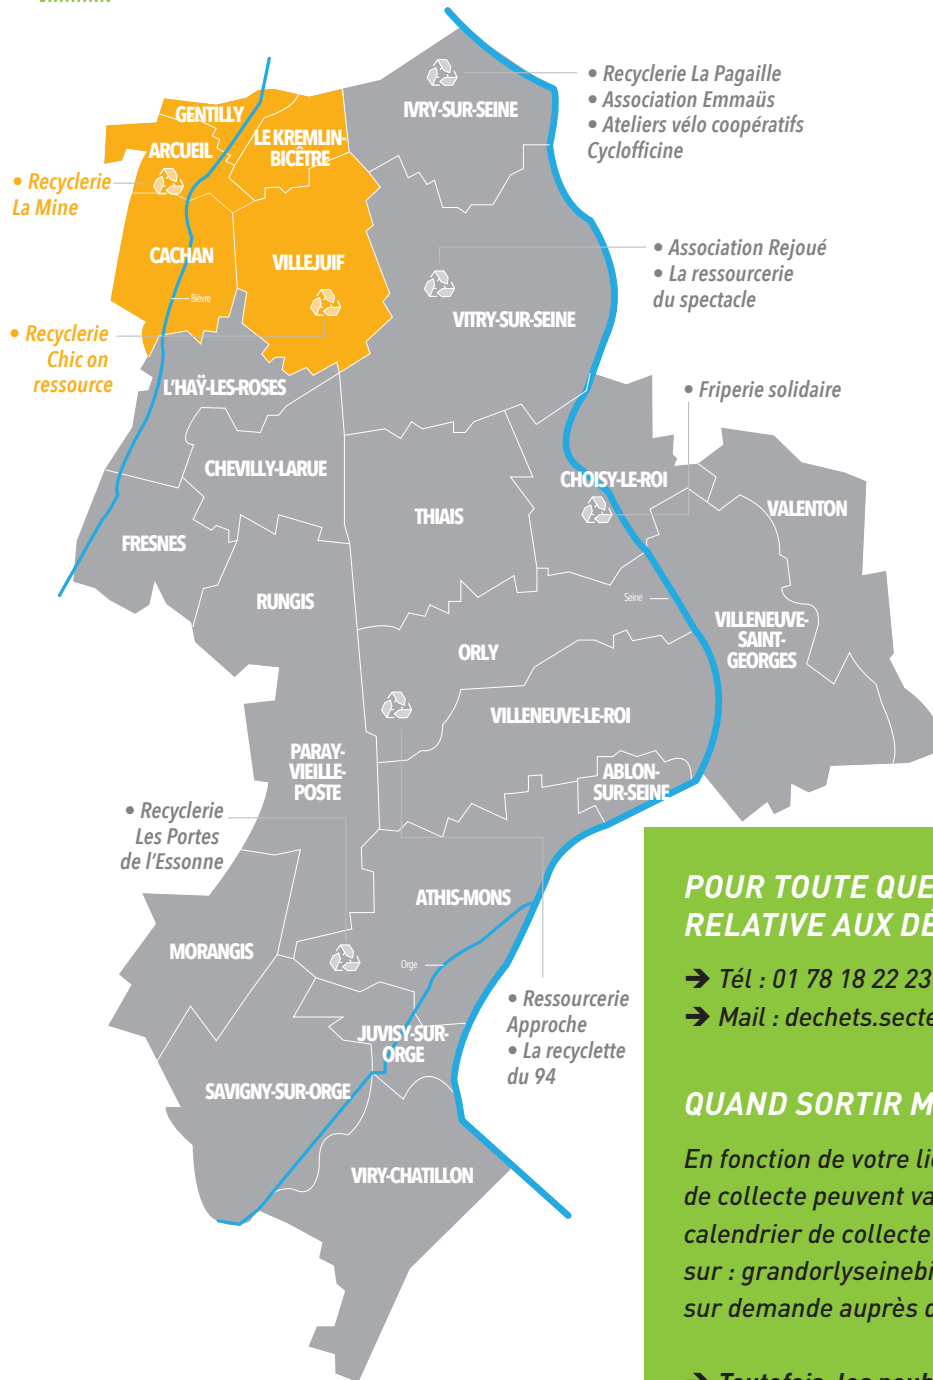 • Recyclerie La Pagaille
• Association Emmaüs
• Ateliers vélo coopératifs
Cyclofficine
IVRY-SUR-SEINE
GENTILLY
LE KREMLIN-
BICÊTRE
ARCUEIL
• Recyclerie
La Mine
CACHAN
VILLEJUIF
Bièvre
• Association Rejoué
• La ressourcerie
du spectacle
VITRY-SUR-SEINE
• Recyclerie
Chic on
ressource
L'HAŸ-LES-ROSES
• Friperie solidaire
CHEVILLY-LARUE
CHOISY-LE-ROI
THIAIS
VALENTON
FRESNES
RUNGIS
Seine
VILLENEUVE-
SAINT-
GEORGES
ORLY
VILLENEUVE-LE-ROI
PARAY-
VIEILLE-
POSTE
ABLON-
SUR-SEINE
• Recyclerie
Les Portes
de l'Essonne
ATHIS-MONS
MORANGIS
Orge
• Ressourcerie
Approche
• La recyclette
du 94
JUVISY-SUR-
ORGE
SAVIGNY-SUR-ORGE
VIRY-CHATILLON
POUR TOUTE QUE
RELATIVE AUX DÉ
➔ Tél : 01 78 18 22 23
➔ Mail : dechets.secte
QUAND SORTIR M
En fonction de votre lie
de collecte peuvent va
calendrier de collecte
sur : grandorlyseinebi
sur demande auprès d